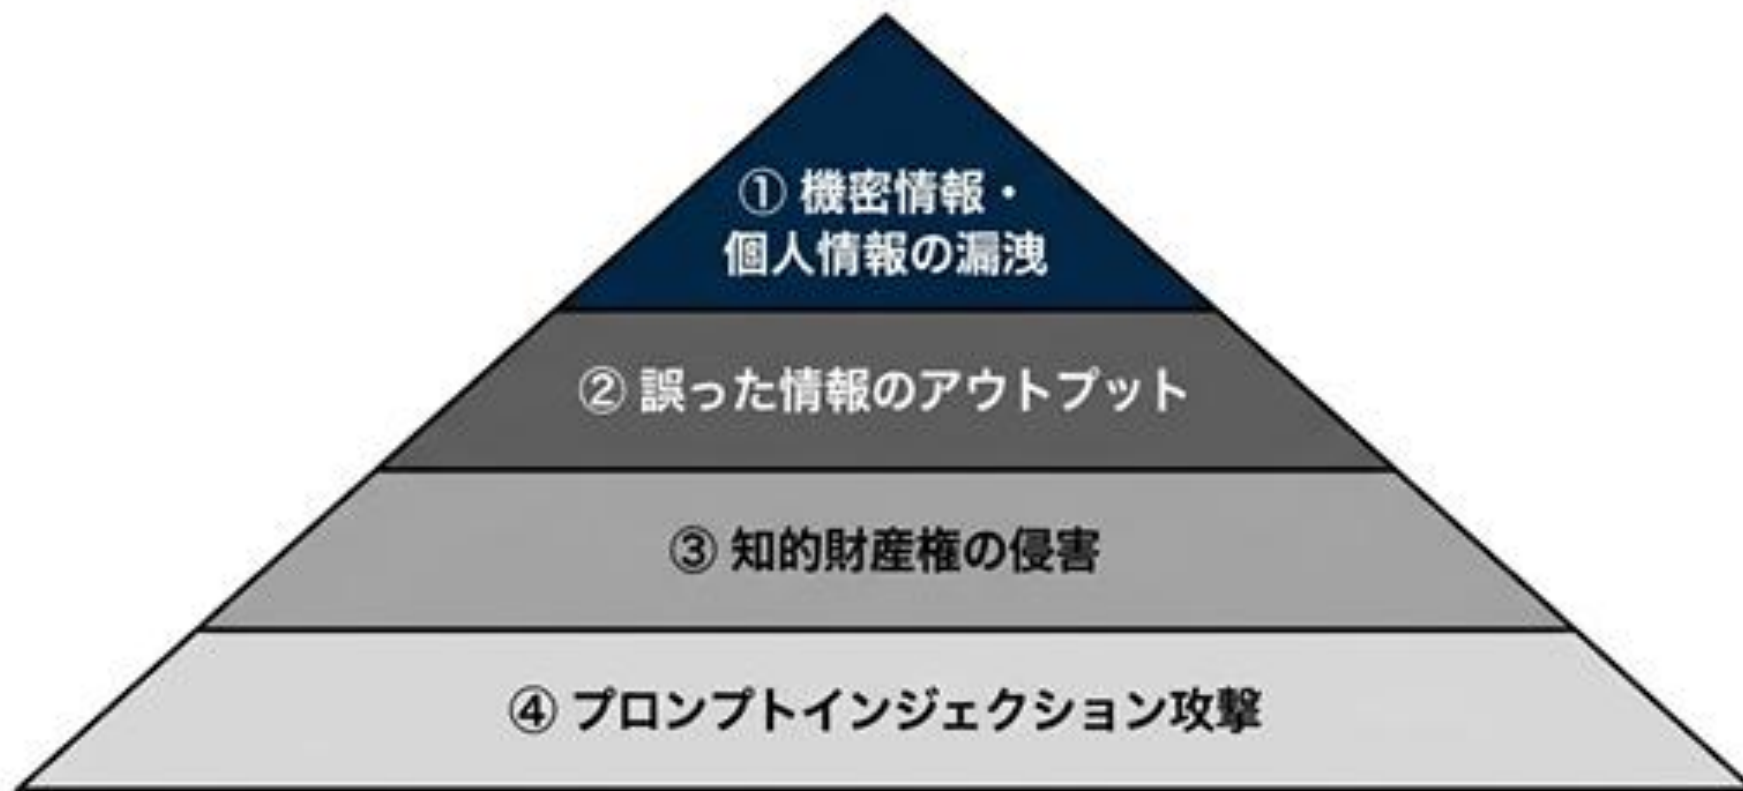 ① 機密情報・
個人情報の漏洩
② 誤った情報のアウトプット
③ 知的財産権の侵害
④ プロンプトインジェクション攻撃